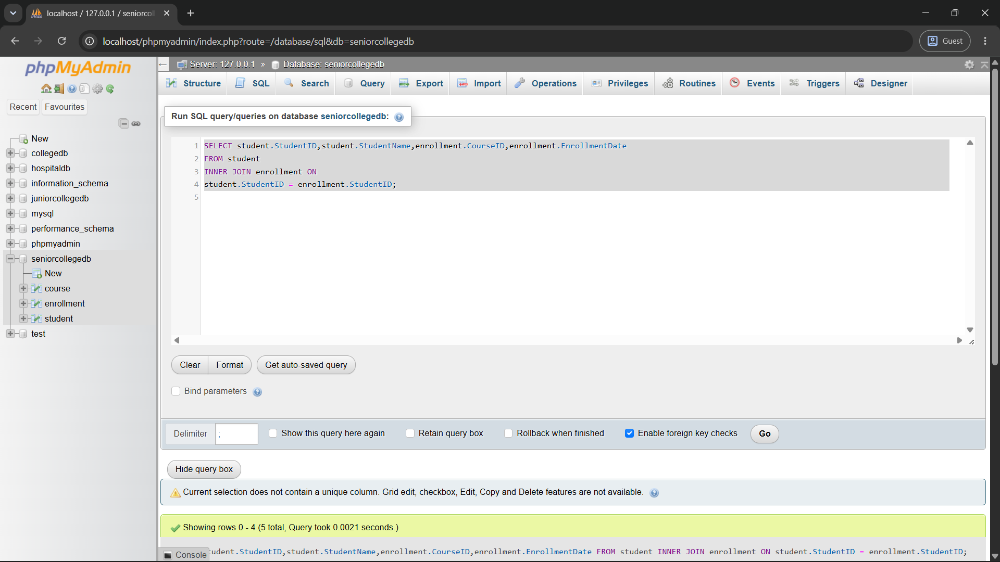 localhost / 127.0.0.1 / seniorcoll
localhost/phpmyadmin/index.php?route=/database/sql&db=seniorcollegedb
Guest
phpMyAdmin
Recent
Favourites
New
collegedb
hospitaldb
information_schema
juniorcollegedb
mysql
performance_schema
phpmyadmin
seniorcollegedb
New
course
enrollment
student
test
Server: 127.0.0.1 » Database: seniorcollegedb
Structure SQL Search Query Export Import Operations Privileges Routines Events Triggers Designer
Run SQL query/queries on database seniorcollegedb:
1 SELECT student.StudentID,student.StudentName,enrollment.CourseID,enrollment.EnrollmentDate
2 FROM student
3 INNER JOIN enrollment ON
4 student.StudentID = enrollment.StudentID;
5
Clear Format Get auto-saved query
Bind parameters
Delimiter ; Show this query here again Retain query box Rollback when finished Enable foreign key checks Go
Hide query box
Current selection does not contain a unique column. Grid edit, checkbox, Edit, Copy and Delete features are not available.
Showing rows 0 - 4 (5 total, Query took 0.0021 seconds.)
Console
udent.StudentID,student.StudentName,enrollment.CourseID,enrollment.EnrollmentDate FROM student INNER JOIN enrollment ON student.StudentID = enrollment.StudentID;